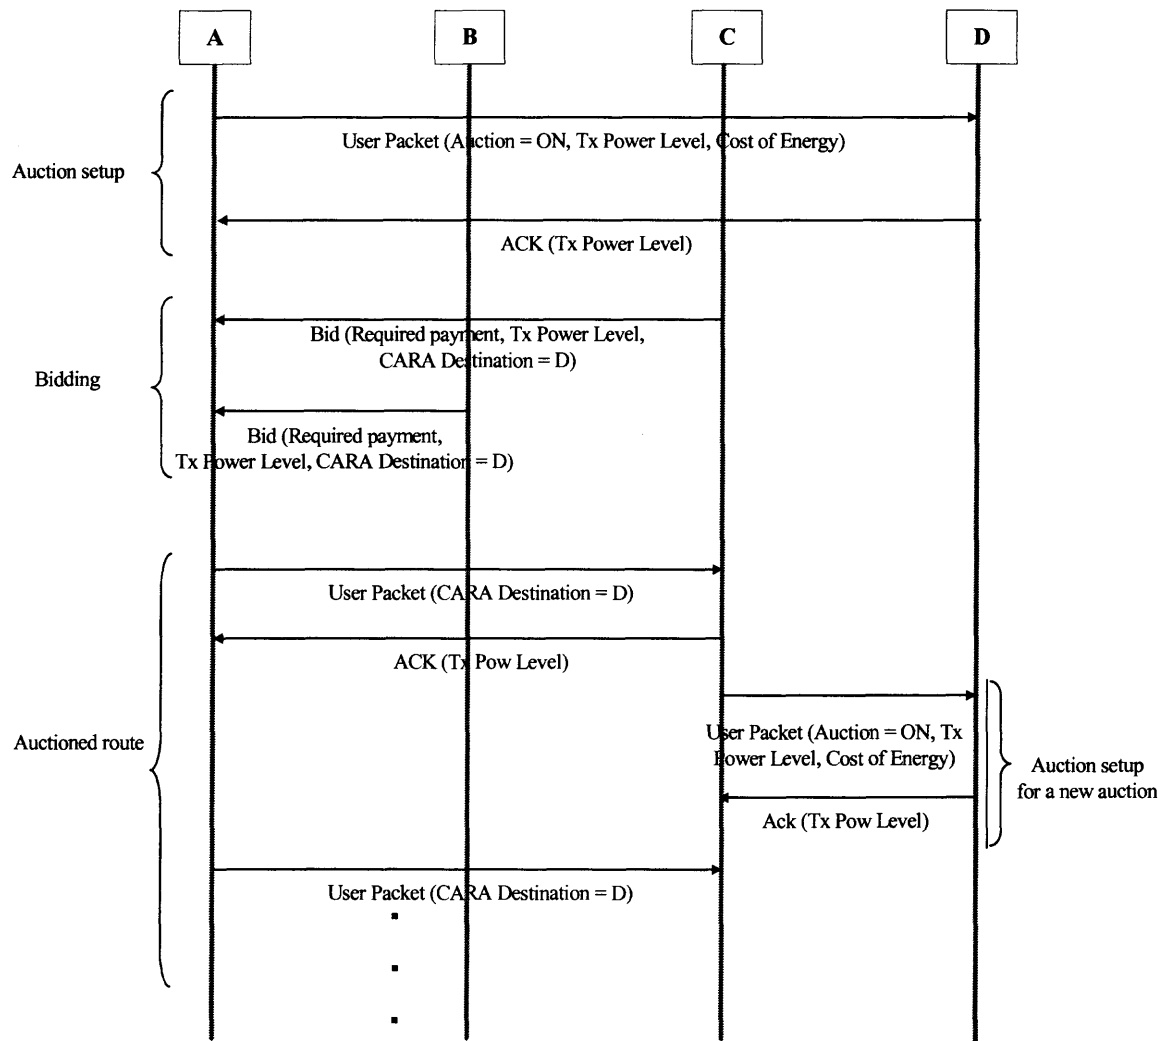 A
B
C
D
User Packet (Auction = ON, Tx Power Level, Cost of Energy)
Auction setup
ACK (Tx Power Level)
Bid (Required payment, Tx Power Level,
CARA Destination = D)
Bidding
Bid (Required payment,
Tx Power Level, CARA Destination = D)
User Packet (CARA Destination = D)
ACK (Tx Pow Level)
Auctioned route
User Packet (Auction = ON, Tx
Power Level, Cost of Energy)
Auction setup
for a new auction
Ack (Tx Pow Level)
User Packet (CARA Destination = D)